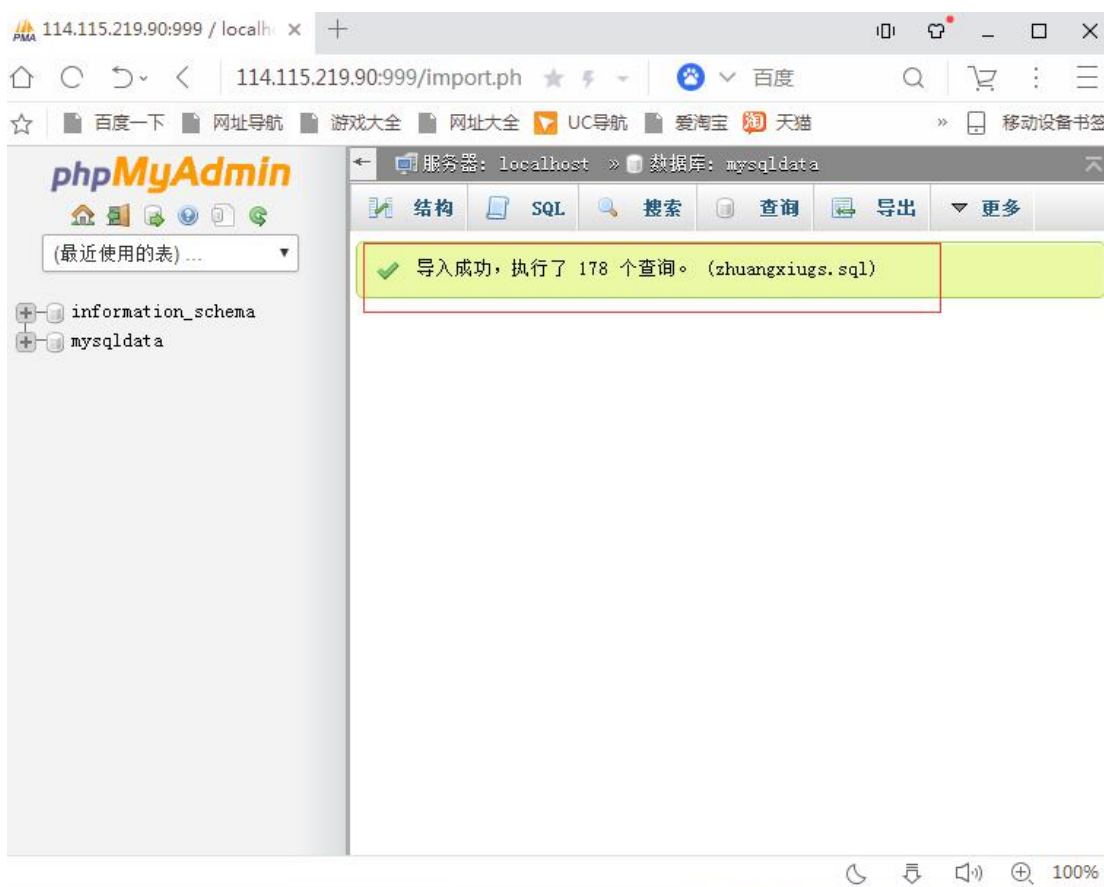 PMA 114.115.219.90:999 / localh
114.115.219.90:999/import.ph 百度
百度一下 网址导航 游戏大全 网址大全 UC导航 爱淘宝 淘 天猫 » 移动设备书签
phpMyAdmin
(最近使用的表) ...
information_schema
mysqldata
服务器: localhost » 数据库: mysqldata
结构 SQL 搜索 查询 导出 更多
导入成功，执行了 178 个查询。 (zhuangxiugs.sql)
100%